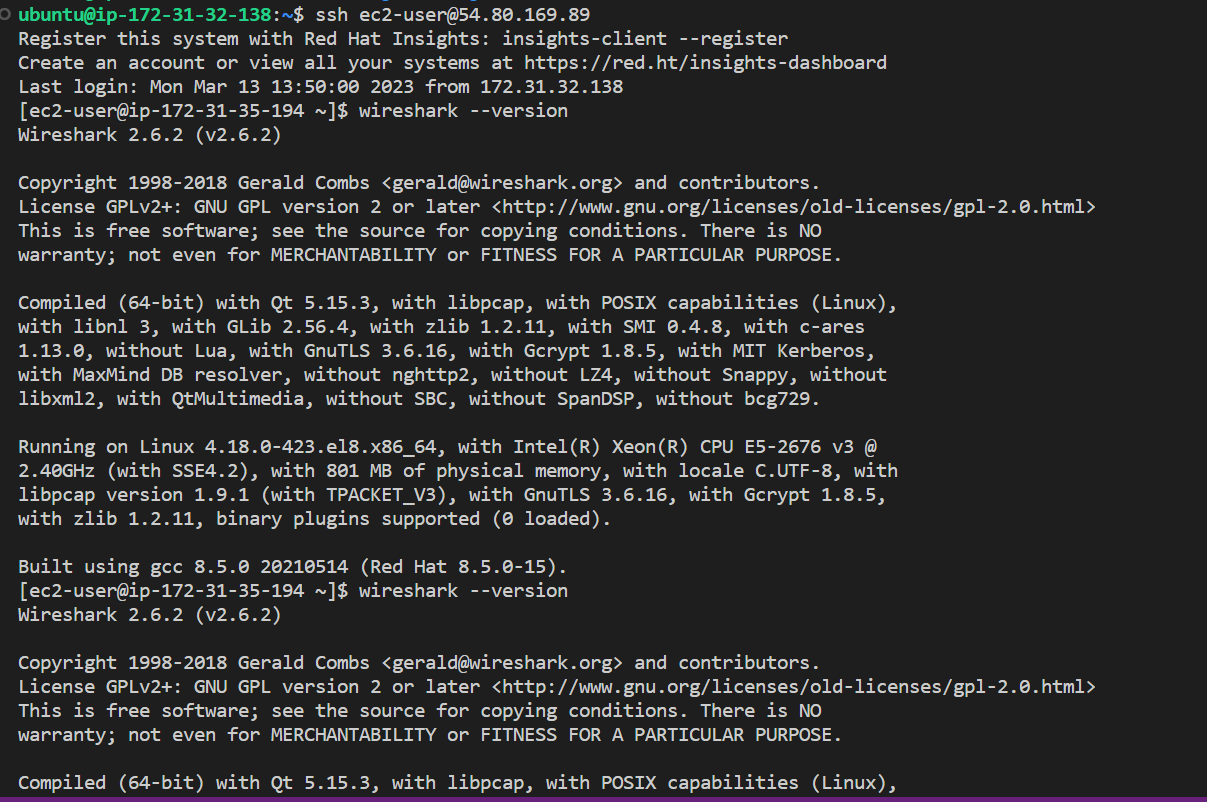 ubuntu@ip-172-31-32-138:~$ ssh ec2-user@54.80.169.89
Register this system with Red Hat Insights: insights-client --register
Create an account or view all your systems at https://red.ht/insights-dashboard
Last login: Mon Mar 13 13:50:00 2023 from 172.31.32.138
[ec2-user@ip-172-31-35-194 ~]$ wireshark --version
Wireshark 2.6.2 (v2.6.2)

Copyright 1998-2018 Gerald Combs <gerald@wireshark.org> and contributors.
License GPLv2+: GNU GPL version 2 or later <http://www.gnu.org/licenses/old-licenses/gpl-2.0.html>
This is free software; see the source for copying conditions. There is NO
warranty; not even for MERCHANTABILITY or FITNESS FOR A PARTICULAR PURPOSE.

Compiled (64-bit) with Qt 5.15.3, with libpcap, with POSIX capabilities (Linux),
with libnl 3, with GLib 2.56.4, with zlib 1.2.11, with SMI 0.4.8, with c-ares
1.13.0, without Lua, with GnuTLS 3.6.16, with Gcrypt 1.8.5, with MIT Kerberos,
with MaxMind DB resolver, without nghttp2, without LZ4, without Snappy, without
libxml2, with QtMultimedia, without SBC, without SpanDSP, without bcg729.

Running on Linux 4.18.0-423.el8.x86_64, with Intel(R) Xeon(R) CPU E5-2676 v3 @
2.40GHz (with SSE4.2), with 801 MB of physical memory, with locale C.UTF-8, with
libpcap version 1.9.1 (with TPACKET_V3), with GnuTLS 3.6.16, with Gcrypt 1.8.5,
with zlib 1.2.11, binary plugins supported (0 loaded).

Built using gcc 8.5.0 20210514 (Red Hat 8.5.0-15).
[ec2-user@ip-172-31-35-194 ~]$ wireshark --version
Wireshark 2.6.2 (v2.6.2)

Copyright 1998-2018 Gerald Combs <gerald@wireshark.org> and contributors.
License GPLv2+: GNU GPL version 2 or later <http://www.gnu.org/licenses/old-licenses/gpl-2.0.html>
This is free software; see the source for copying conditions. There is NO
warranty; not even for MERCHANTABILITY or FITNESS FOR A PARTICULAR PURPOSE.

Compiled (64-bit) with Qt 5.15.3, with libpcap, with POSIX capabilities (Linux),